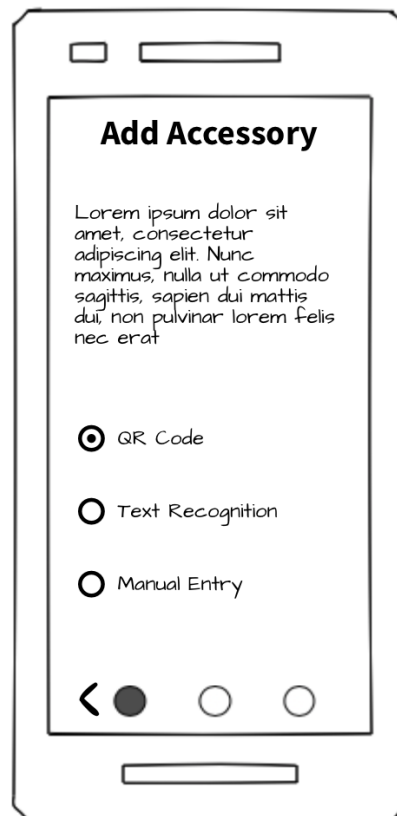 Add Accessory
Lorem ipsum dolor sit
amet, consectetur
adipiscing elit. Nunc
maximus, nulla ut commodo
sagittis, sapien dui mattis
dui, non pulvinar lorem felis
nec erat
QR Code
Text Recognition
Manual Entry